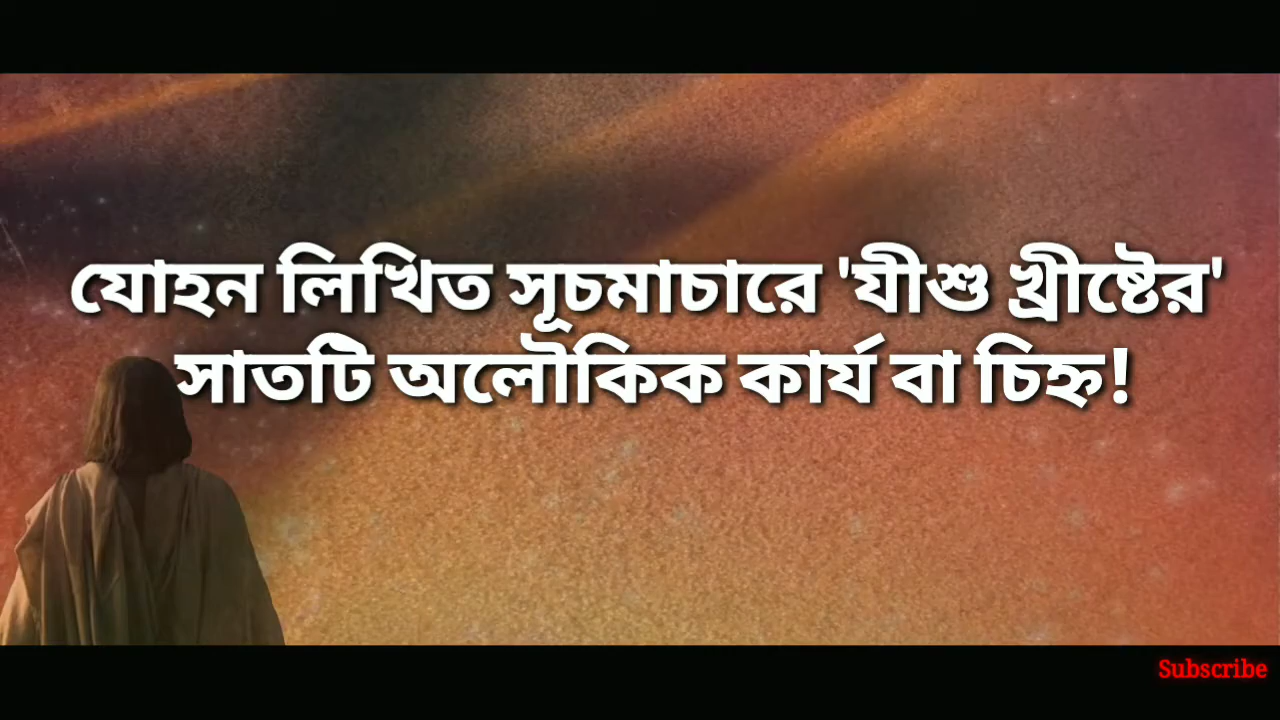 যোহন লিখিত সূচমাচারে 'যীশু খ্রীষ্টের'
সাতটি অলৌকিক কার্য বা চিহ্ন!
Subscribe